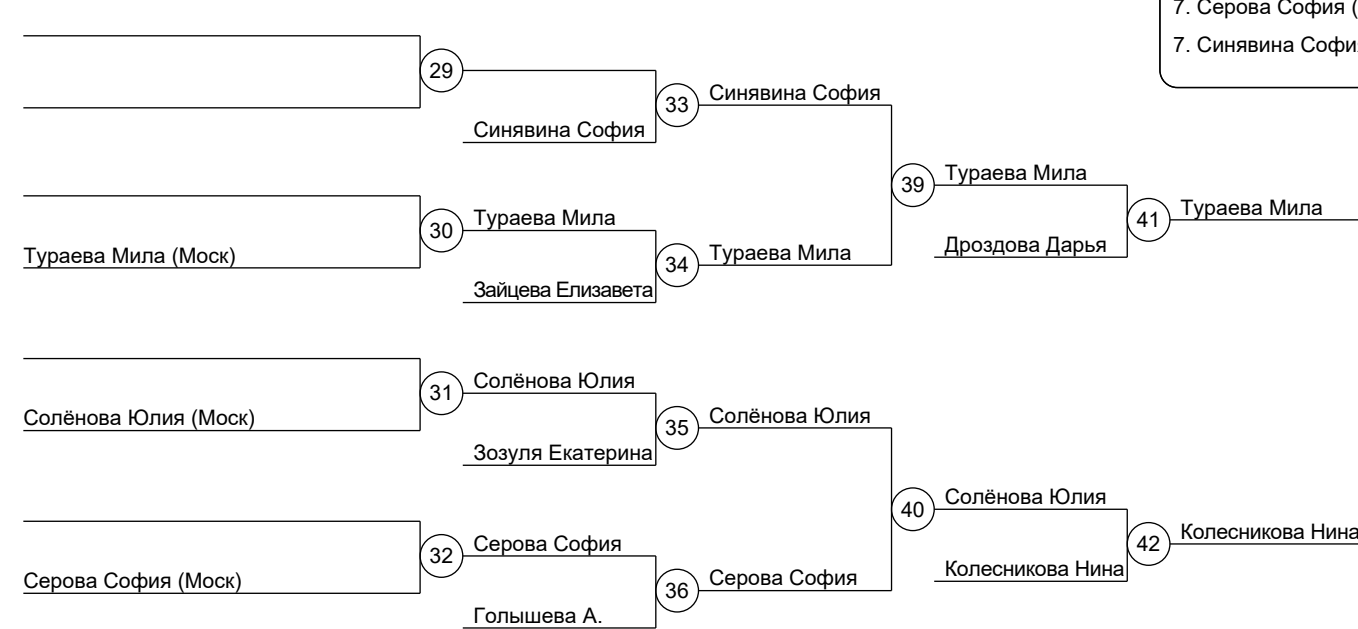 7. Серова София (
7. Синявина Софи
29
Синявина София
33
Синявина София
Тураева Мила (Моск)
30
Тураева Мила
Зайцева Елизавета
34
Тураева Мила
39
Тураева Мила
Дроздова Дарья
41
Тураева Мила
Солёнова Юлия (Моск)
31
Солёнова Юлия
Зозуля Екатерина
35
Солёнова Юлия
Серова София (Моск)
32
Серова София
Голышева А.
36
Серова София
40
Солёнова Юлия
Колесникова Нина
42
Колесникова Нина